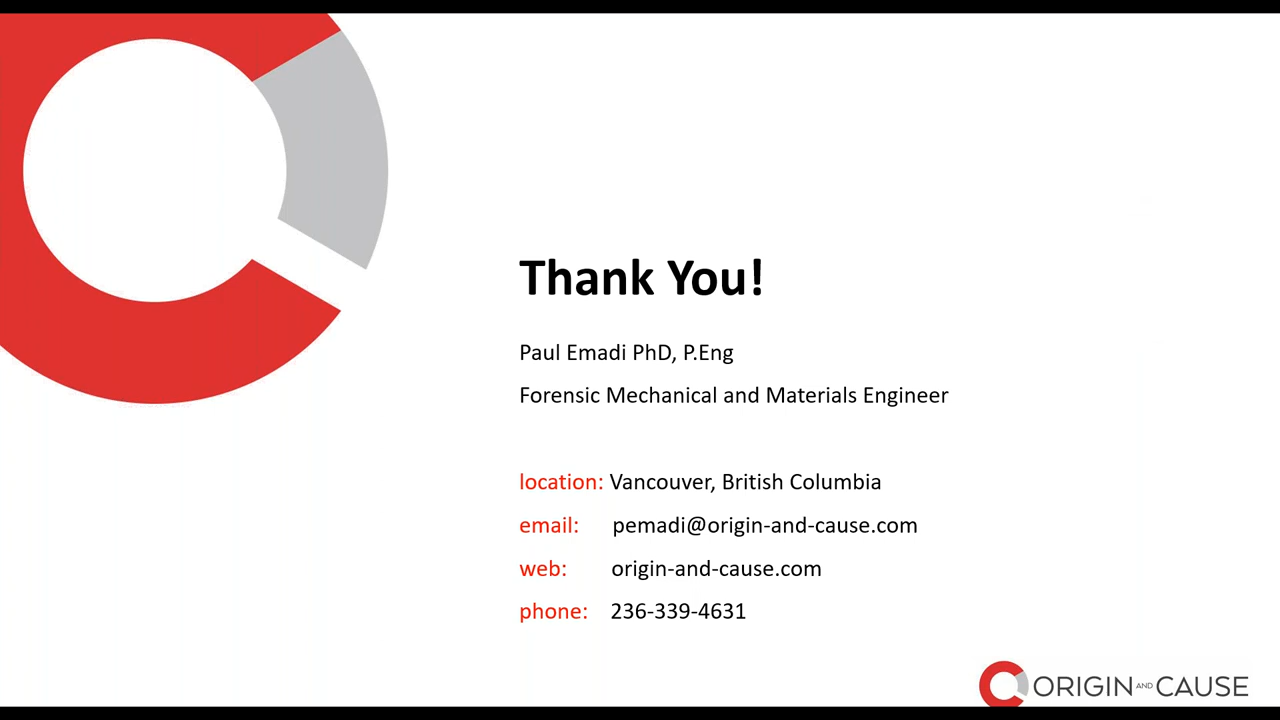 Thank You!
Paul Emadi PhD, P.Eng
Forensic Mechanical and Materials Engineer
location: Vancouver, British Columbia
email: pemadi@origin-and-cause.com
web: origin-and-cause.com
phone: 236-339-4631
ORIGIN AND CAUSE